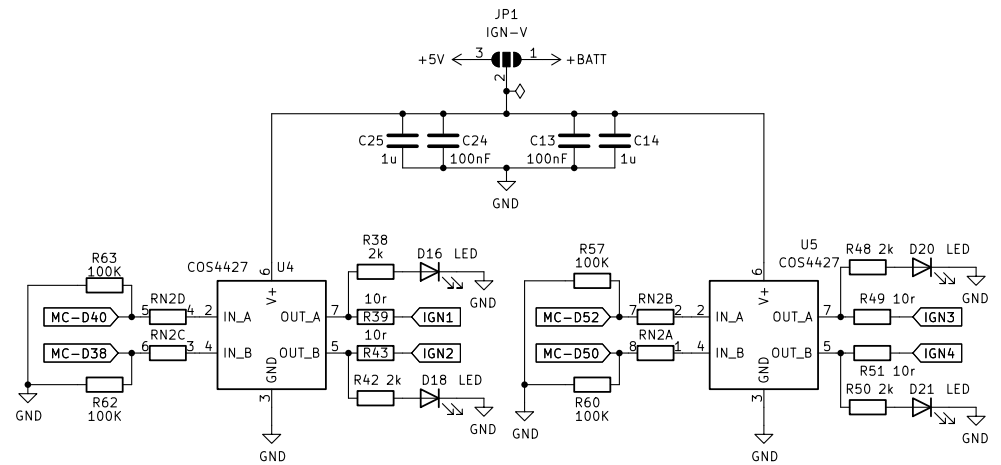 JP1
IGN-V
+5V 3 1 +BATT
2
C25 C24 C13 C14
1u 100nF 100nF 1u
GND
R63
100K
COS4427 U4
6
V+
R38
2k
D16 LED
GND
RN2D
MC-D40 5 4 2 IN_A OUT_A 7
10r
R39
IGN1
RN2C
MC-D38 6 3 4 IN_B OUT_B 5
10r
R43
IGN2
GND
R62
100K
GND
3
GND
R42 2k D18 LED
GND
R57
100K
U5
COS4427
6
V+
R48 2k D20 LED
GND
RN2B
MC-D52 7 2 2 IN_A OUT_A 7
R49 10r
IGN3
RN2A
MC-D50 8 1 4 IN_B OUT_B 5
IGN4
R51 10r
GND
R60
100K
GND
3
GND
R50 2k D21 LED
GND